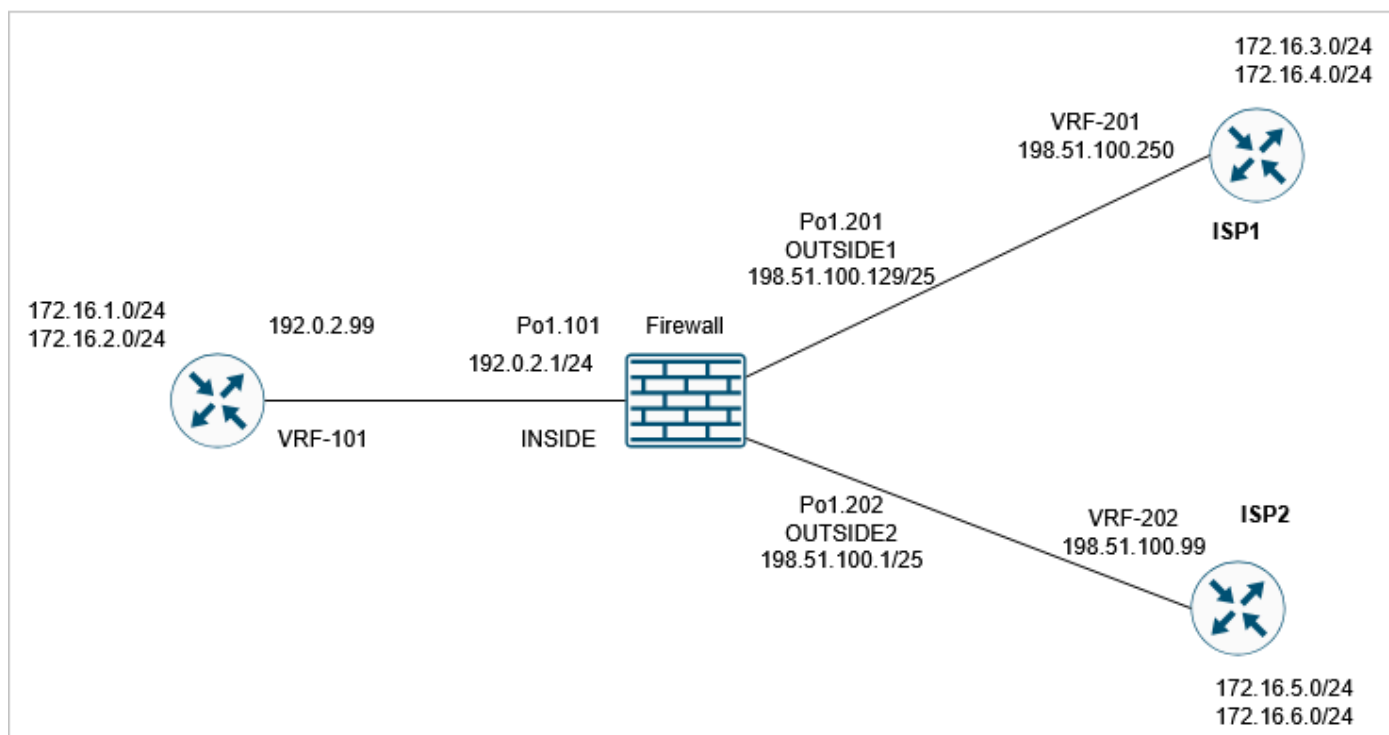 172.16.3.0/24
172.16.4.0/24
VRF-201
198.51.100.250
ISP1
Po1.201
OUTSIDE1
198.51.100.129/25
172.16.1.0/24
172.16.2.0/24
192.0.2.99
Po1.101
Firewall
192.0.2.1/24
VRF-101
INSIDE
Po1.202
OUTSIDE2
198.51.100.1/25
VRF-202
198.51.100.99
ISP2
172.16.5.0/24
172.16.6.0/24